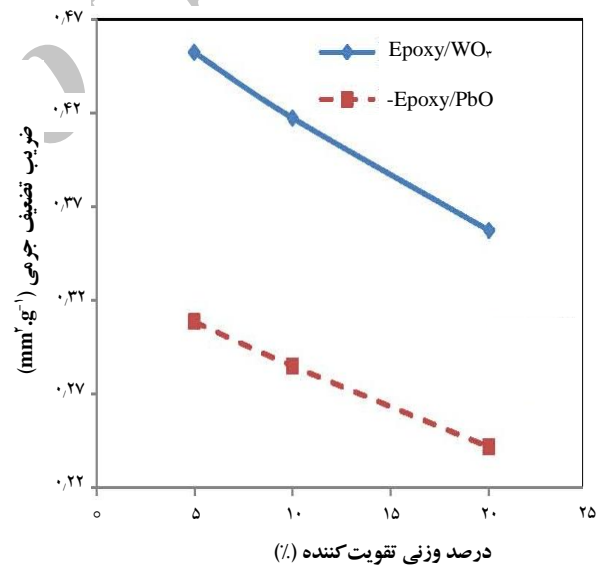 ۰٫۴۷
۰٫۴۲
۰٫۳۷
۰٫۳۲
۰٫۲۷
۰٫۲۲
ضریب تضعیف جرمی (mm۲.g-۱)
Epoxy/WO۳
-Epoxy/PbO
۰ ۵ ۱۰ ۱۵ ۲۰ ۲۵
درصد وزنی تقویت‌کننده (٪)